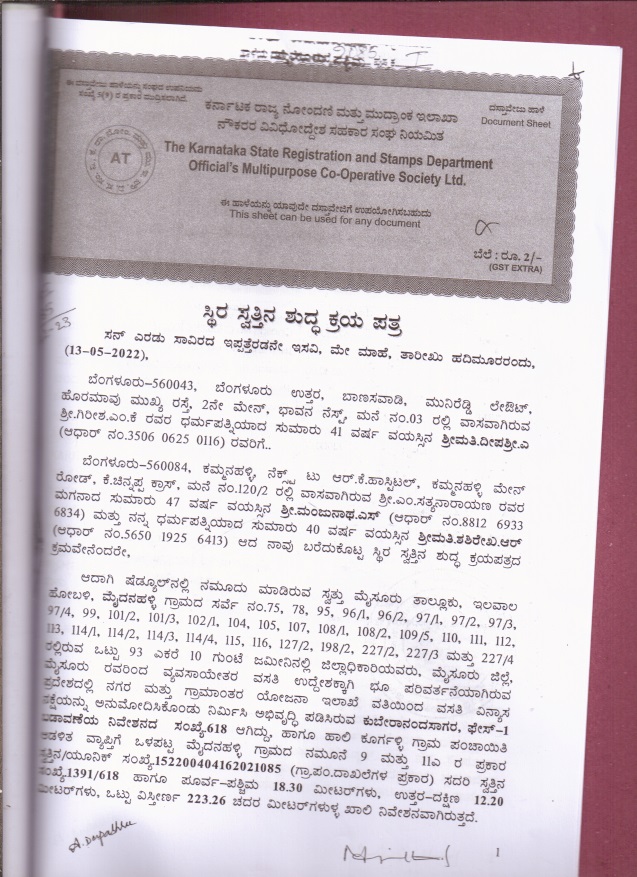 ಈ ದಸ್ತಾವೇಜು ಹಾಳೆಯನ್ನು ಸಂಘದ ಉಪನಿಯಮ
ಸಂಖ್ಯೆ 5(9) ರ ಪ್ರಕಾರ ಮುದ್ರಿಸಲಾಗಿದೆ.
ದಸ್ತಾವೇಜು ಹಾಳೆ
Document Sheet
ಕರ್ನಾಟಕ ರಾಜ್ಯ ನೋಂದಣಿ ಮತ್ತು ಮುದ್ರಾಂಕ ಇಲಾಖಾ
ನೌಕರರ ವಿವಿಧೋದ್ದೇಶ ಸಹಕಾರ ಸಂಘ ನಿಯಮಿತ
AT
The Karnataka State Registration and Stamps Department
Official's Multipurpose Co-Operative Society Ltd.
ಈ ಹಾಳೆಯನ್ನು ಯಾವುದೇ ದಸ್ತಾವೇಜಿಗೆ ಉಪಯೋಗಿಸಬಹುದು
This sheet can be used for any document
ಬೆಲೆ : ರೂ. 2/-
(GST EXTRA)
ಸ್ಥಿರ ಸ್ವತ್ತಿನ ಶುದ್ಧ ಕ್ರಯ ಪತ್ರ
ಸನ್ ಎರಡು ಸಾವಿರದ ಇಪ್ಪತ್ತೆರಡನೇ ಇಸವಿ, ಮೇ ಮಾಹೆ, ತಾರೀಖು ಹದಿಮೂರರಂದು,
(13-05-2022),
ಬೆಂಗಳೂರು-560043, ಬೆಂಗಳೂರು ಉತ್ತರ, ಬಾಣಸವಾಡಿ, ಮುನಿರೆಡ್ಡಿ ಲೇಔಟ್,
ಹೊರಮಾವು ಮುಖ್ಯ ರಸ್ತೆ, 2ನೇ ಮೇನ್, ಭಾವನ ನೆಸ್ಟ್, ಮನೆ ನಂ.03 ರಲ್ಲಿ ವಾಸವಾಗಿರುವ
ಶ್ರೀ.ಗಿರೀಶ.ಎಂ.ಕೆ ರವರ ಧರ್ಮಪತ್ನಿಯಾದ ಸುಮಾರು 41 ವರ್ಷ ವಯಸ್ಸಿನ ಶ್ರೀಮತಿ.ದೀಪಶ್ರೀ.ಎ
(ಆಧಾರ್ ನಂ.3506 0625 0116) ರವರಿಗೆ..
ಬೆಂಗಳೂರು-560084, ಕಮ್ಮನಹಳ್ಳಿ, ನೆಕ್ಸ್ಟ್ ಟು ಆರ್.ಕೆ.ಹಾಸ್ಪಿಟಲ್, ಕಮ್ಮನಹಳ್ಳಿ ಮೇನ್
ರೋಡ್, ಕೆ.ಚಿನ್ನಪ್ಪ ಕ್ರಾಸ್, ಮನೆ ನಂ.120/2 ರಲ್ಲಿ ವಾಸವಾಗಿರುವ ಶ್ರೀ.ಎಂ.ಸತ್ಯನಾರಾಯಣ ರವರ
ಮಗನಾದ ಸುಮಾರು 47 ವರ್ಷ ವಯಸ್ಸಿನ ಶ್ರೀ.ಮಂಜುನಾಥ.ಎಸ್ (ಆಧಾರ್ ನಂ.8812 6933
6834) ಮತ್ತು ನನ್ನ ಧರ್ಮಪತ್ನಿಯಾದ ಸುಮಾರು 40 ವರ್ಷ ವಯಸ್ಸಿನ ಶ್ರೀಮತಿ.ಶಶಿರೇಖಿ.ಆರ್
(ಆಧಾರ್ ನಂ.5650 1925 6413) ಆದ ನಾವು ಬರೆದುಕೊಟ್ಟ ಸ್ಥಿರ ಸ್ವತ್ತಿನ ಶುದ್ಧ ಕ್ರಯಪತ್ರದ
ಕ್ರಮವೇನೆಂದರೇ,
ಆದಾಗಿ ಷೆಡ್ಯೂಲ್‌ನಲ್ಲಿ ನಮೂದು ಮಾಡಿರುವ ಸ್ವತ್ತು ಮೈಸೂರು ತಾಲ್ಲೂಕು, ಇಲವಾಲ
ಹೋಬಳಿ, ಮೈದನಹಳ್ಳಿ ಗ್ರಾಮದ ಸರ್ವೆ ನಂ.75, 78, 95, 96/1, 96/2, 97/1, 97/2, 97/3,
97/4, 99, 101/2, 101/3, 102/1, 104, 105, 107, 108/1, 108/2, 109/5, 110, 111, 112,
113, 114/1, 114/2, 114/3, 114/4, 115, 116, 127/2, 198/2, 227/2, 227/3 ಮತ್ತು 227/4
ರಲ್ಲಿರುವ ಒಟ್ಟು 93 ಎಕರೆ 10 ಗುಂಟೆ ಜಮೀನಿನಲ್ಲಿ ಜಿಲ್ಲಾಧಿಕಾರಿಯವರು, ಮೈಸೂರು ಜಿಲ್ಲೆ,
ಮೈಸೂರು ರವರಿಂದ ವ್ಯವಸಾಯೇತರ ವಸತಿ ಉದ್ದೇಶಕ್ಕಾಗಿ ಭೂ ಪರಿವರ್ತನೆಯಾಗಿರುವ
ಪ್ರದೇಶದಲ್ಲಿ ನಗರ ಮತ್ತು ಗ್ರಾಮಾಂತರ ಯೋಜನಾ ಇಲಾಖೆ ವತಿಯಿಂದ ವಸತಿ ವಿನ್ಯಾಸ
ನಕ್ಷೆಯನ್ನು ಅನುಮೋದಿಸಿಕೊಂಡು ನಿರ್ಮಿಸಿ ಅಭಿವೃದ್ಧಿ ಪಡಿಸಿರುವ ಕುಬೇರಾನಂದಸಾಗರ, ಫೇಸ್-1
ಬಡಾವಣೆಯ ನಿವೇಶನದ ಸಂಖ್ಯೆ.618 ಆಗಿದ್ದು, ಹಾಗೂ ಹಾಲಿ ಕೂರ್ಗಳ್ಳಿ ಗ್ರಾಮ ಪಂಚಾಯಿತಿ
ಆಡಳಿತ ವ್ಯಾಪ್ತಿಗೆ ಒಳಪಟ್ಟ ಮೈದನಹಳ್ಳಿ ಗ್ರಾಮದ ನಮೂನೆ 9 ಮತ್ತು 11ಎ ರ ಪ್ರಕಾರ
ಸ್ವತ್ತಿನ/ಯೂನಿಕ್ ಸಂಖ್ಯೆ.152200404162021085 (ಗ್ರಾ.ಪಂ.ದಾಖಲೆಗಳ ಪ್ರಕಾರ) ಸದರಿ ಸ್ವತ್ತಿನ
ಸಂಖ್ಯೆ.1391/618 ಹಾಗೂ ಪೂರ್ವ-ಪಶ್ಚಿಮ 18.30 ಮೀಟರ್‌ಗಳು, ಉತ್ತರ-ದಕ್ಷಿಣ 12.20
ಮೀಟರ್‌ಗಳು, ಒಟ್ಟು ವಿಸ್ತೀರ್ಣ 223.26 ಚದರ ಮೀಟರ್‌ಗಳುಳ್ಳ ಖಾಲಿ ನಿವೇಶನವಾಗಿರುತ್ತದೆ.
1